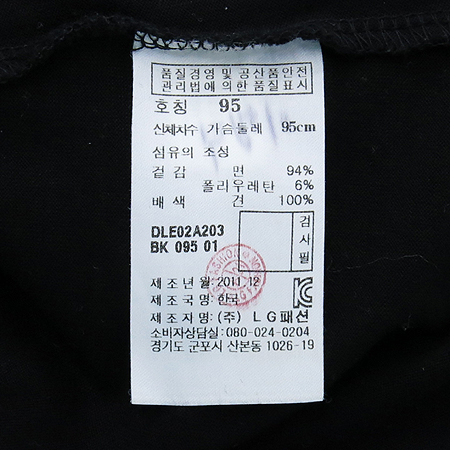 품질경영 및 공산품안전
관리법에 의한 품질표시
호칭 95
신체치수 가슴둘레 95cm
섬유의 조성
겉감 면 94%
폴리우레탄 6%
배색 견 100%
DLE02A203
BK 095 01
검사필
제조년월: 2011.12
제조국명: 한국
제조자명: (주) LG패션
소비자상담실: 080-024-0204
경기도 군포시 산본동 1026-19